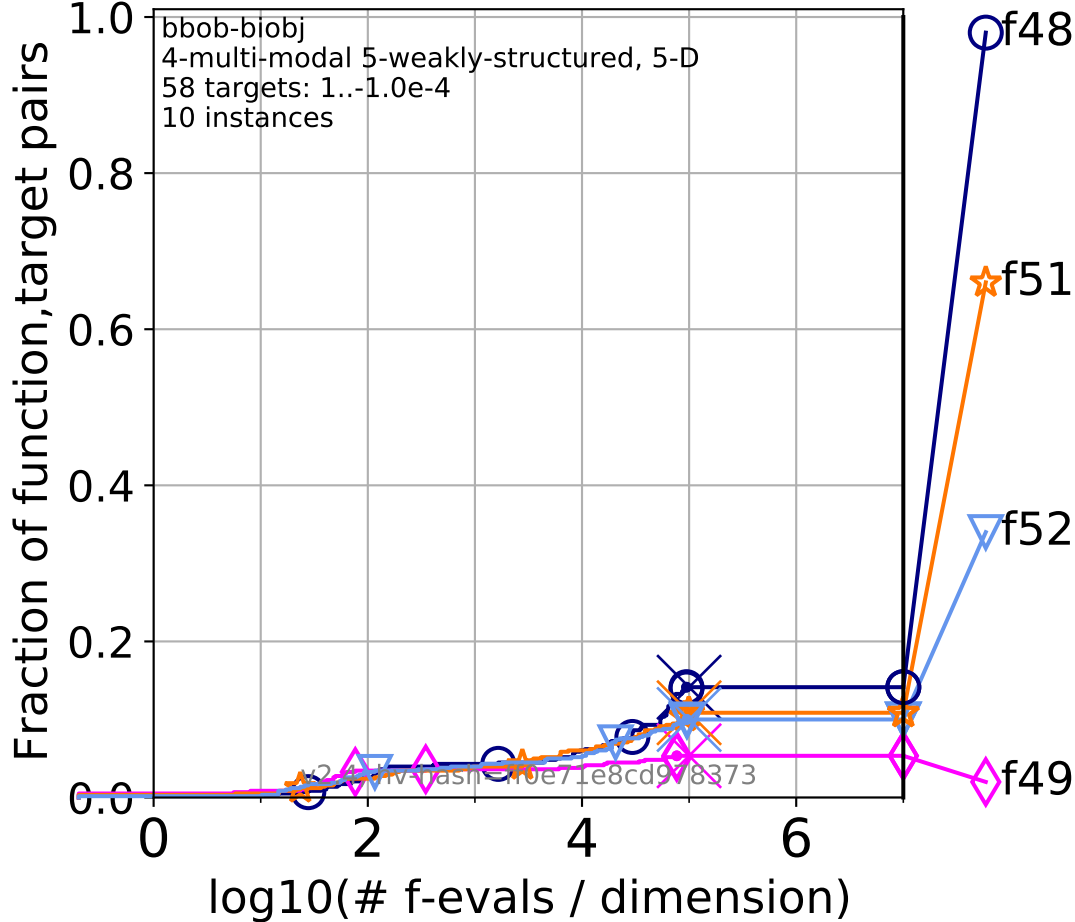 bbob-biobj
4-multi-modal 5-weakly-structured, 5-D
58 targets: 1..-1.0e-4
10 instances
Fraction of function,target pairs
1.0
0.8
0.6
0.4
0.2
0.0
0
2
4
6
log10(# f-evals / dimension)
f48
f51
f52
f49